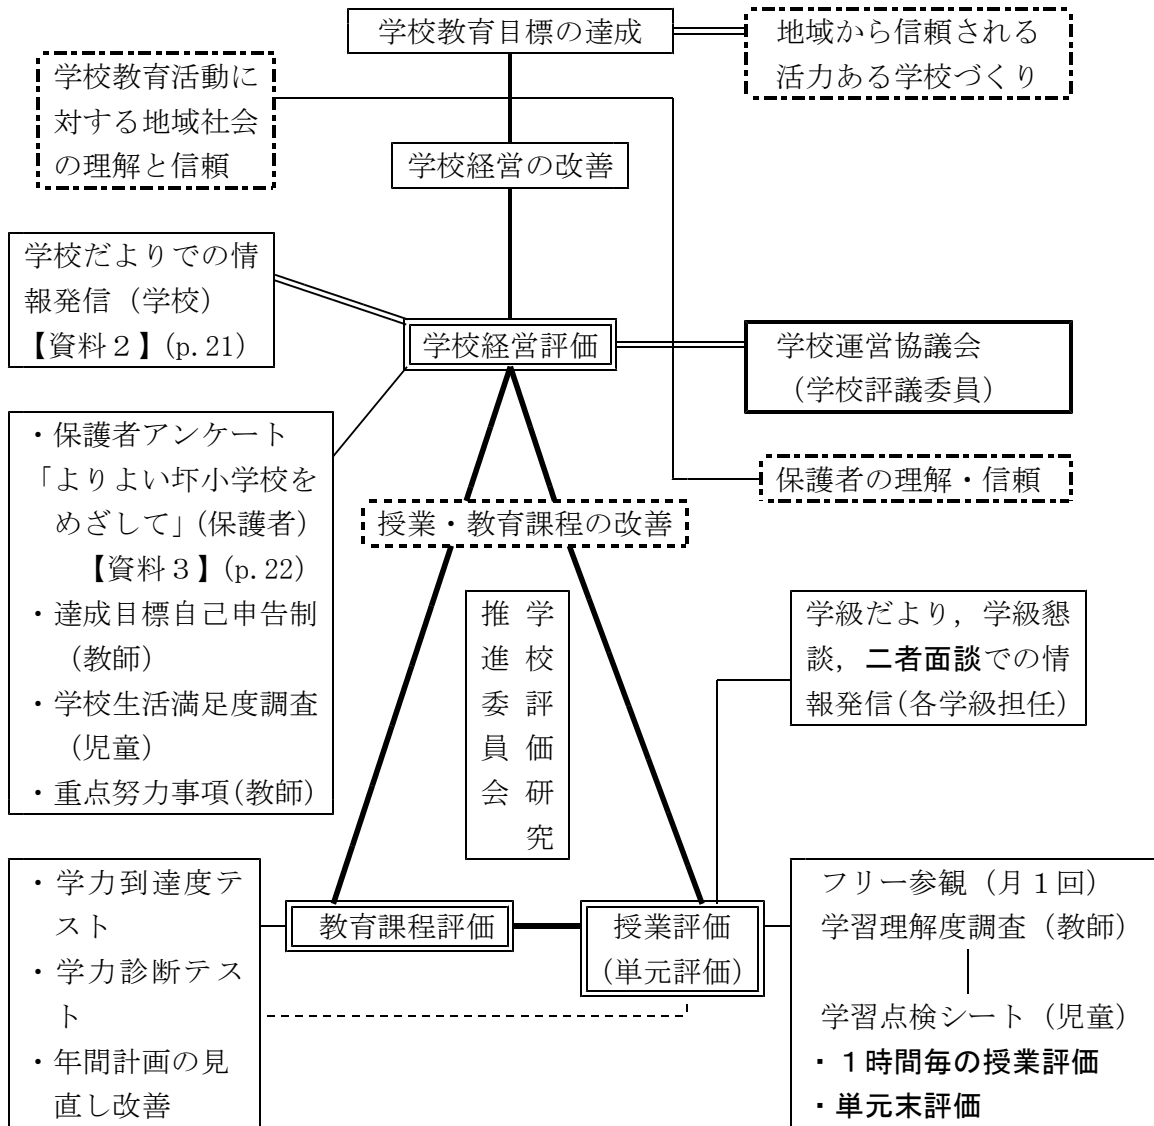 学校教育目標の達成
地域から信頼される
活力ある学校づくり
学校教育活動に
対する地域社会
の理解と信頼
学校経営の改善
学校だよりでの情
報発信（学校）
【資料２】(p.21)
学校経営評価
学校運営協議会
（学校評議委員）
・保護者アンケート
「よりよい圷小学校を
めざして」(保護者)
【資料３】(p.22)
・達成目標自己申告制
（教師）
・学校生活満足度調査
（児童）
・重点努力事項(教師)
保護者の理解・信頼
授業・教育課程の改善
学校評価研究
推進委員会
学級だより，学級懇
談，二者面談での情
報発信(各学級担任)
・学力到達度テ
スト
・学力診断テス
ト
・年間計画の見
直し改善
教育課程評価
授業評価
(単元評価)
フリー参観（月１回）
学習理解度調査（教師）
学習点検シート（児童）
・１時間毎の授業評価
・単元末評価